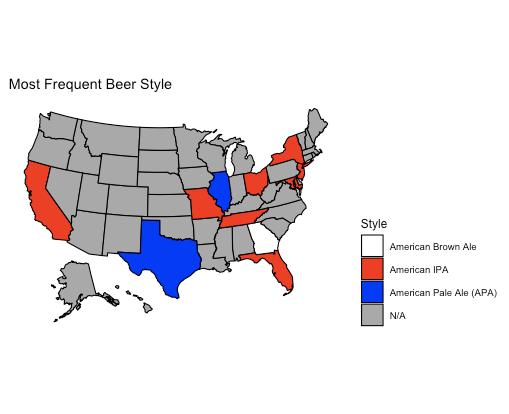 Most Frequent Beer Style
Style
American Brown Ale
American IPA
American Pale Ale (APA)
N/A